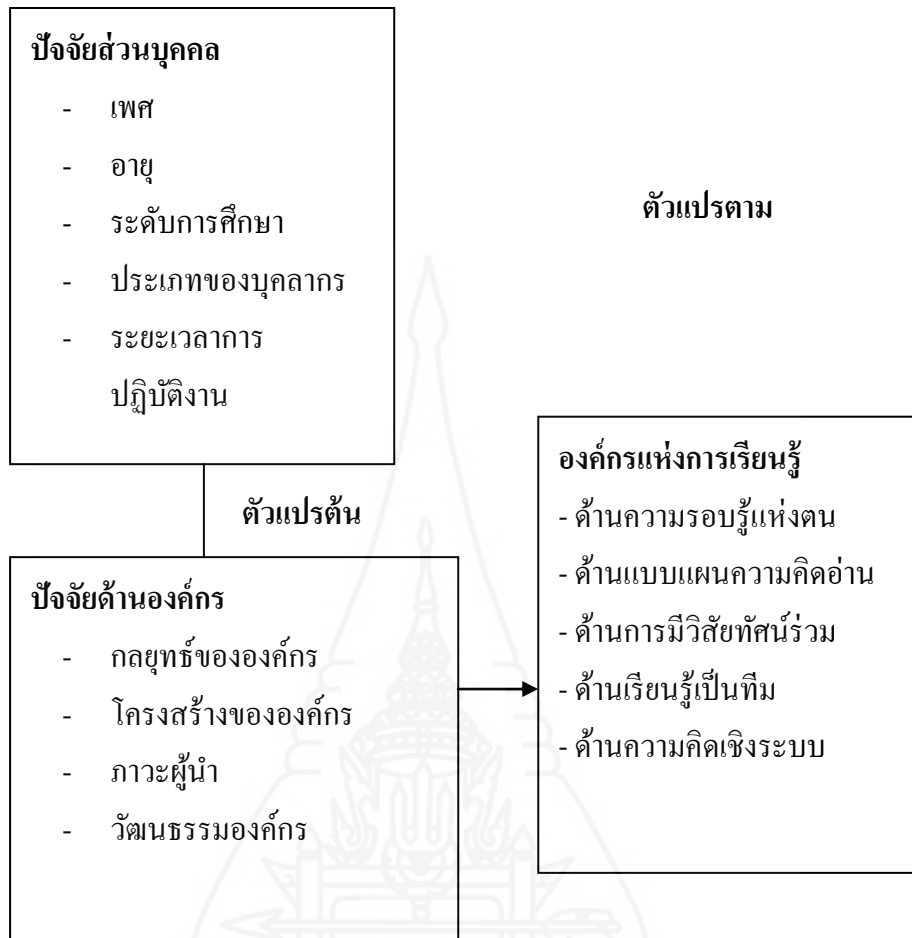 ปัจจัยส่วนบุคคล
- เพศ
- อายุ
- ระดับการศึกษา
- ประเภทของบุคลากร
- ระยะเวลาการ
ปฏิบัติงาน
ตัวแปรต้น
ปัจจัยด้านองค์กร
- กลยุทธ์ขององค์กร
- โครงสร้างขององค์กร
- ภาวะผู้นำ
- วัฒนธรรมองค์กร
ตัวแปรตาม
องค์กรแห่งการเรียนรู้
- ด้านความรอบรู้แห่งตน
- ด้านแบบแผนความคิดอ่าน
- ด้านการมีวิสัยทัศน์ร่วม
- ด้านเรียนรู้เป็นทีม
- ด้านความคิดเชิงระบบ